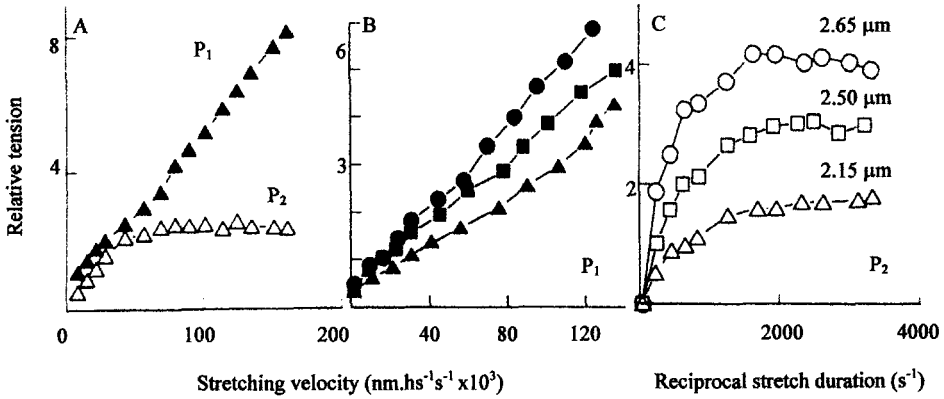 A
B
C
8
4
0
100
200
P₁
P₂
Relative tension
6
3
40
80
120
P₁
2.65 µm
2.50 µm
2.15 µm
4
2
P₂
2000
4000
Stretching velocity (nm.hs⁻¹s⁻¹ x10³)
Reciprocal stretch duration (s⁻¹)